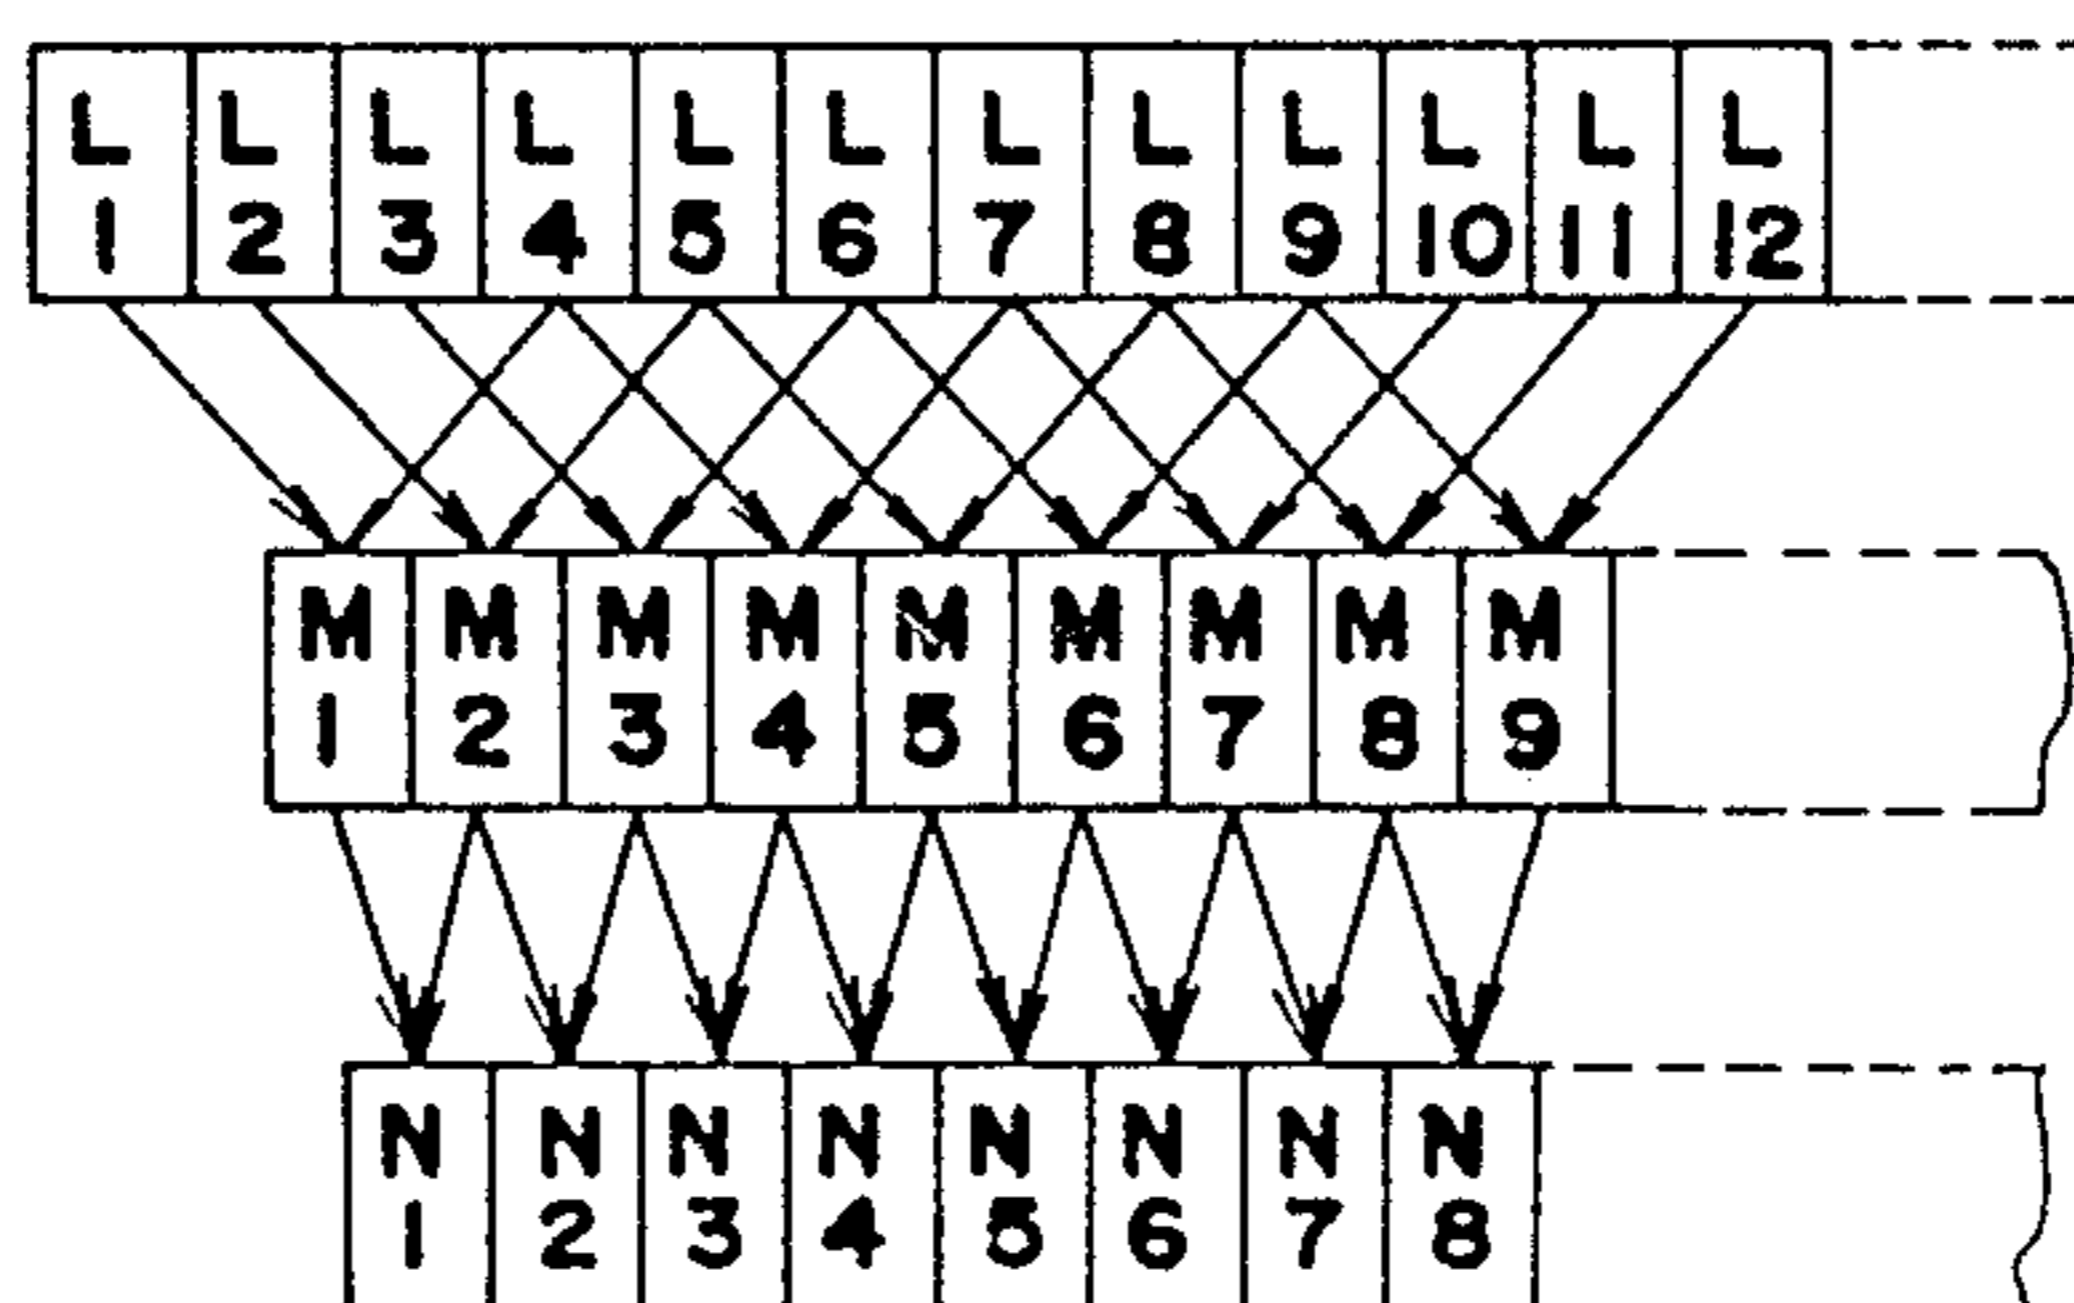 L L L L L L L L L L L L
1 2 3 4 5 6 7 8 9 10 11 12
M M M M M M M M M
1 2 3 4 5 6 7 8 9
N N N N N N N N
1 2 3 4 5 6 7 8